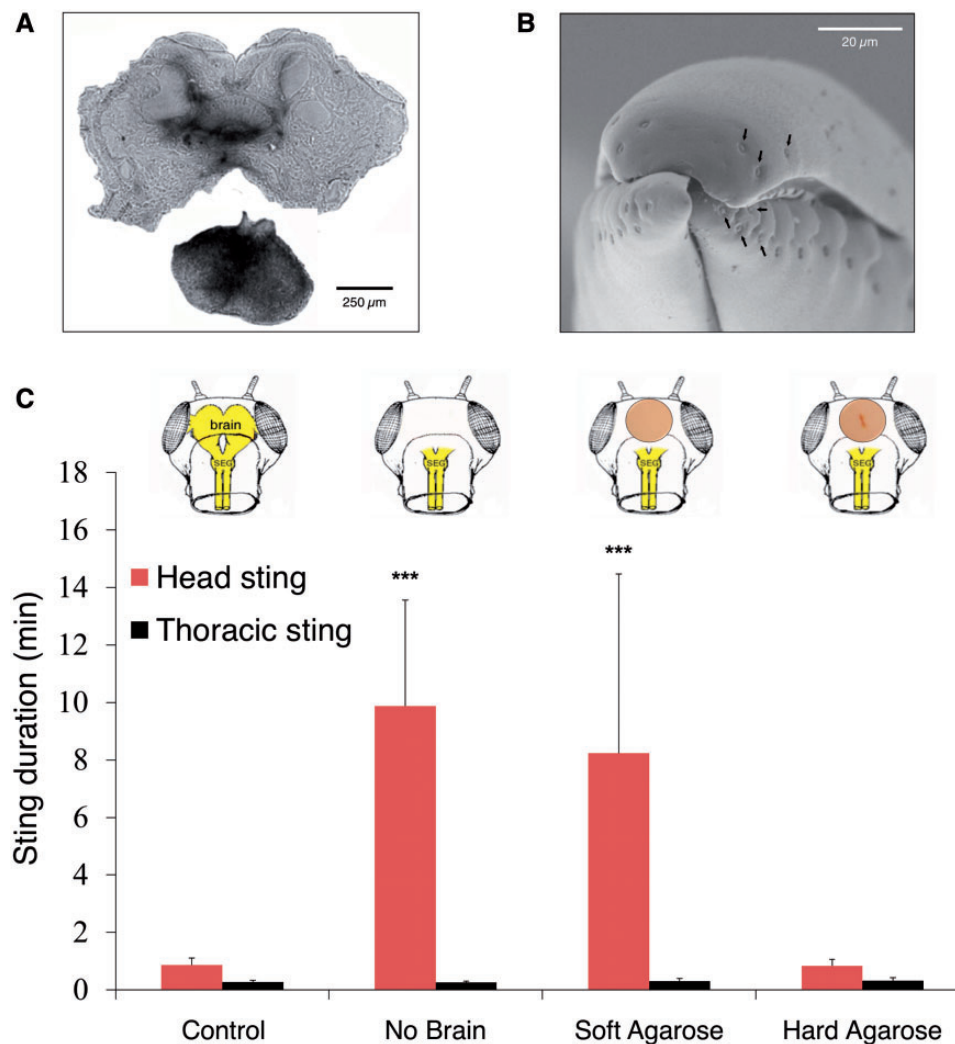 A
B
20 µm
250 µm
C
brain
SEG
SEG
SEG
SEG
18
16
14
12
10
8
6
4
2
0
Sting duration (min)
Head sting
Thoracic sting
***
***
Control
No Brain
Soft Agarose
Hard Agarose